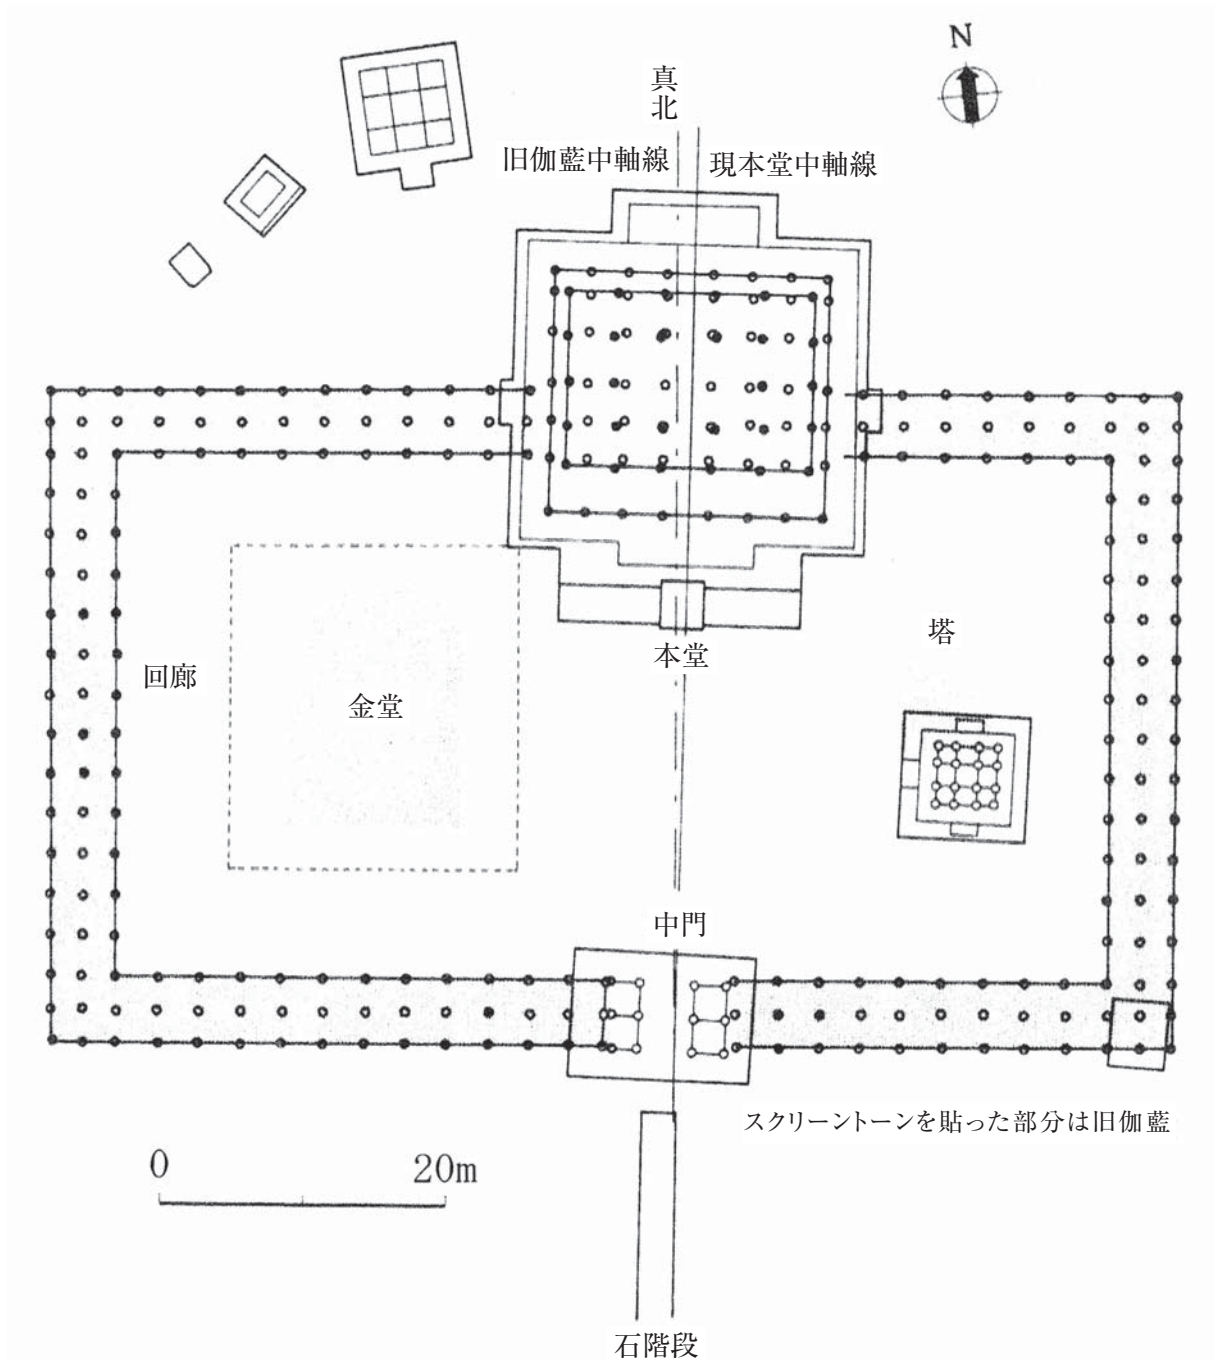 N
真北
旧伽藍中軸線
現本堂中軸線
塔
本堂
回廊
金堂
中門
スクリーントーンを貼った部分は旧伽藍
0
20m
石階段